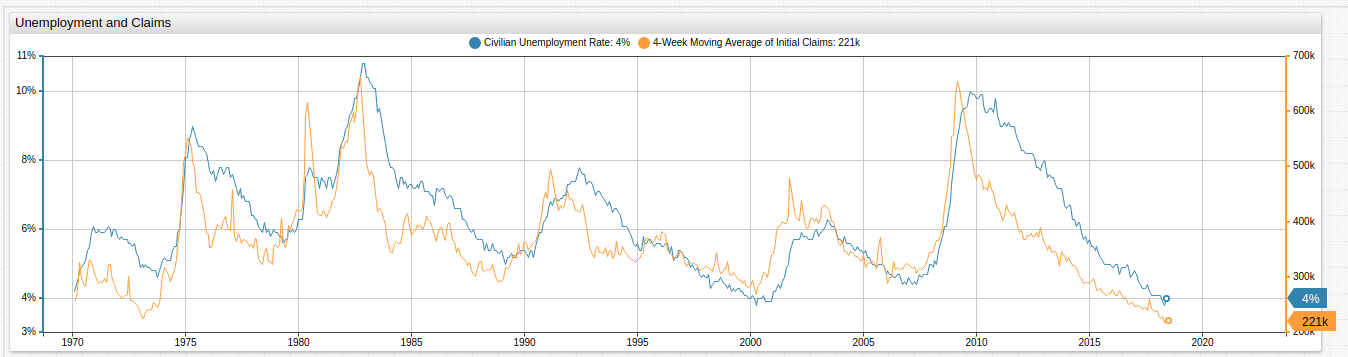 Unemployment and Claims
Civilian Unemployment Rate: 4% 4-Week Moving Average of Initial Claims: 221k
11% 700k
10% 600k
8% 500k
6% 400k
4% 300k
4%
221k
3% 200k
1970 1975 1980 1985 1990 1995 2000 2005 2010 2015 2020